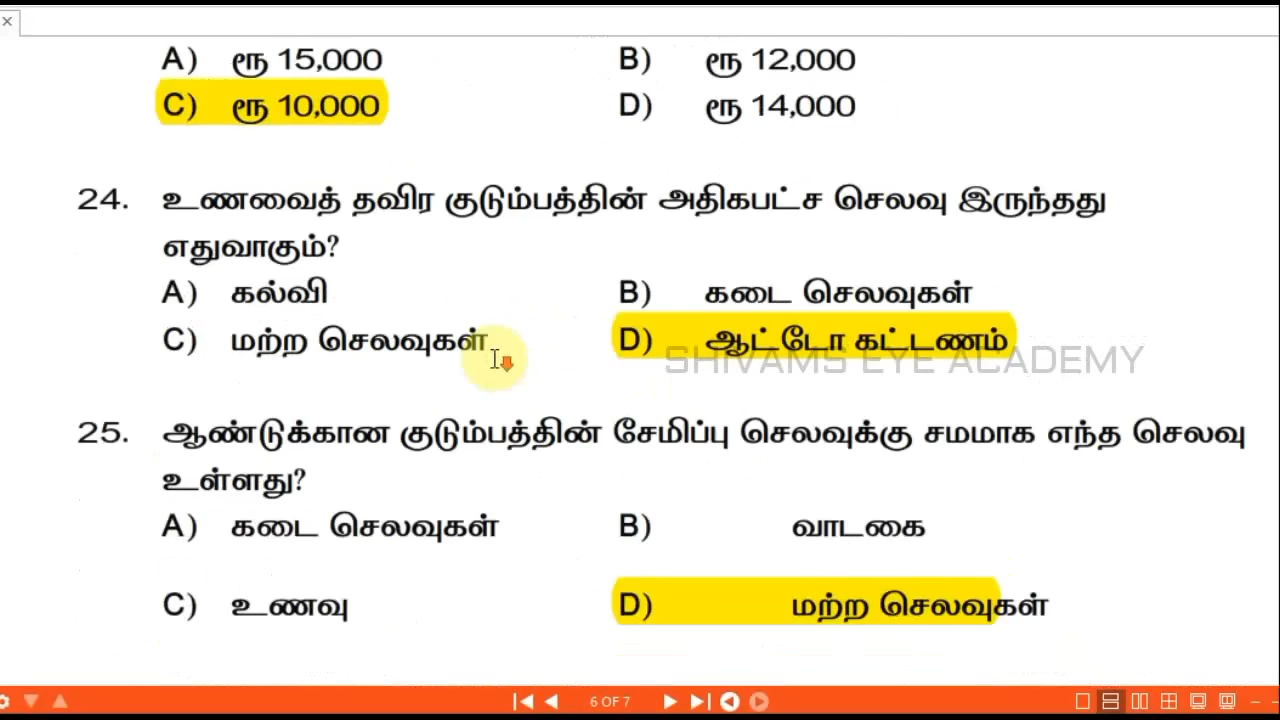 A) ரூ 15,000 B) ரூ 12,000
C) ரூ 10,000 D) ரூ 14,000
24. உணவைத் தவிர குடும்பத்தின் அதிகபட்ச செலவு இருந்தது
எதுவாகும்?
A) கல்வி B) கடை செலவுகள்
C) மற்ற செலவுகள் D) ஆட்டோ கட்டணம்
SHIVAMS EYE ACADEMY
25. ஆண்டுக்கான குடும்பத்தின் சேமிப்பு செலவுக்கு சமமாக எந்த செலவு
உள்ளது?
A) கடை செலவுகள் B) வாடகை
C) உணவு D) மற்ற செலவுகள்
6 OF 7